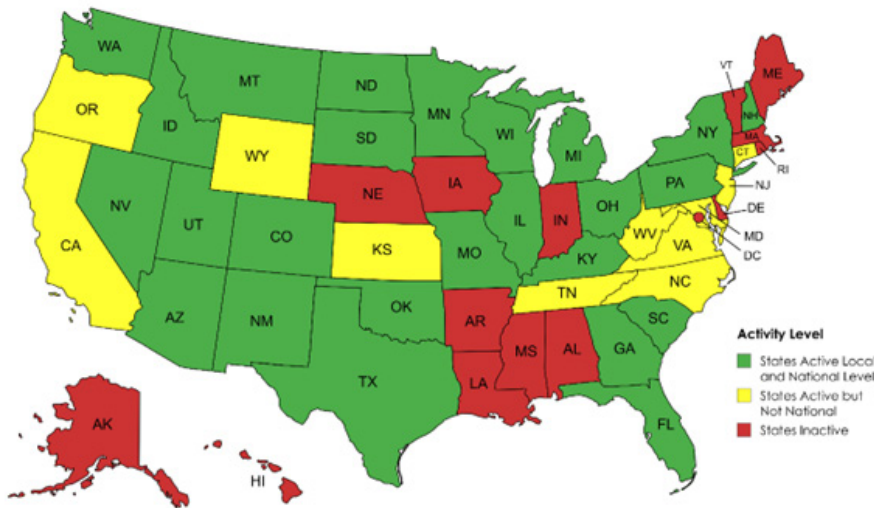 WA
MT
ND
MN
VT
ME
OR
ID
SD
WI
MI
NY
NH
MA
CT
RI
WY
NE
IA
PA
NJ
NV
UT
CO
IL
IN
OH
DE
MD
DC
CA
KS
MO
KY
WV
VA
AZ
NM
OK
AR
TN
NC
SC
TX
LA
MS
AL
GA
FL
AK
HI
Activity Level
States Active Local
and National Level
States Active but
Not National
States Inactive